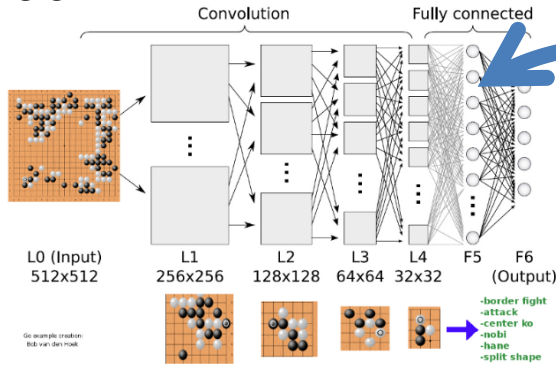 Convolution
Fully connected
L0 (Input)
L1
L2
L3
L4
F5
F6
512x512
256x256
128x128
64x64
32x32
(Output)
Go example creation:
Bob van den Hoek
-border fight
-attack
-center ko
-nobi
-hane
-split shape